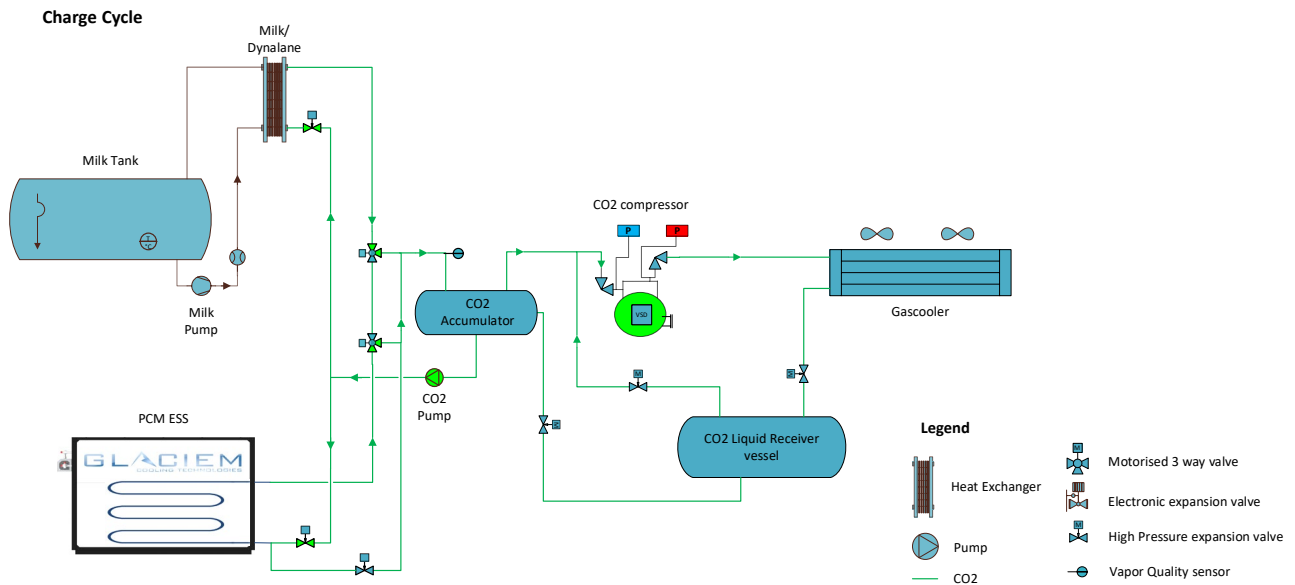 Charge Cycle
Milk/
Dynalane
Milk Tank
T
°C
Milk
Pump
CO2 compressor
P
P
VSD
CO2
Accumulator
Gascooler
M
M
M
CO2
Pump
CO2 Liquid Receiver
vessel
PCM ESS
GLACIEM
COOLING TECHNOLOGIES
Legend
Heat Exchanger
Pump
CO2
M
Motorised 3 way valve
Electronic expansion valve
M
High Pressure expansion valve
Vapor Quality sensor